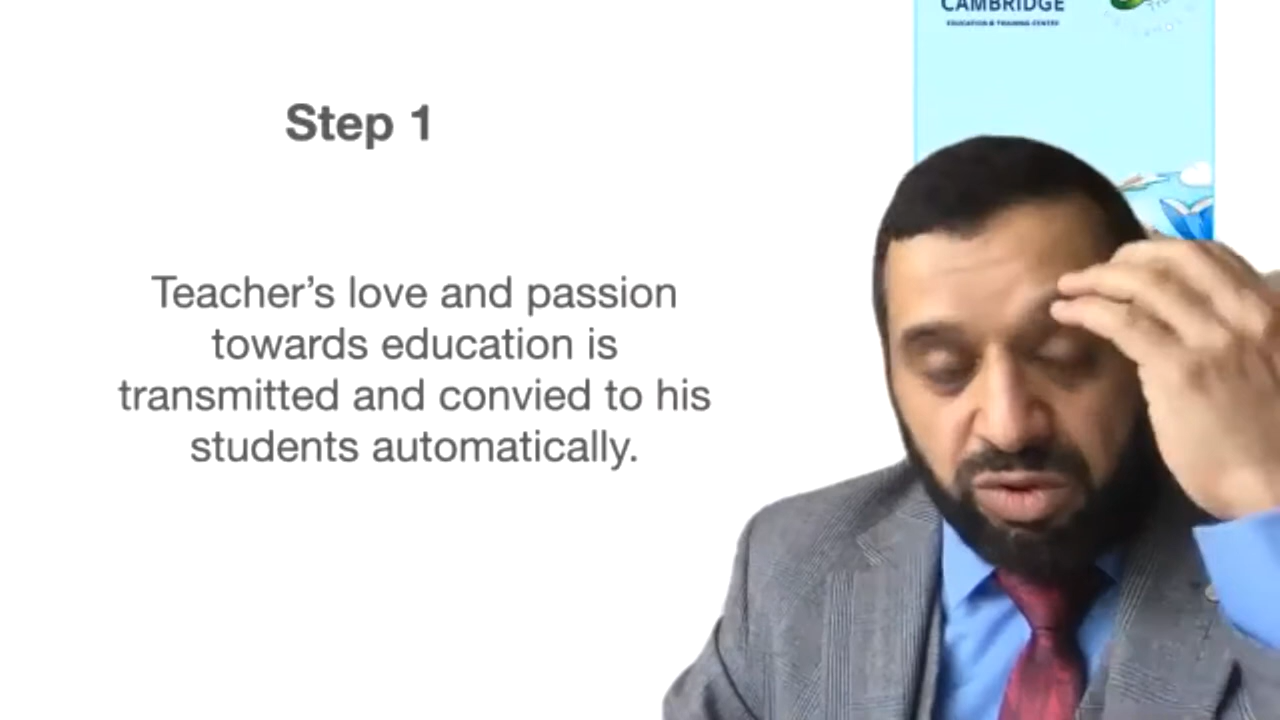 CAMBRIDGE
EDUCATION & TRAINING CENTRE
Step 1
Teacher's love and passion
towards education is
transmitted and convied to his
students automatically.